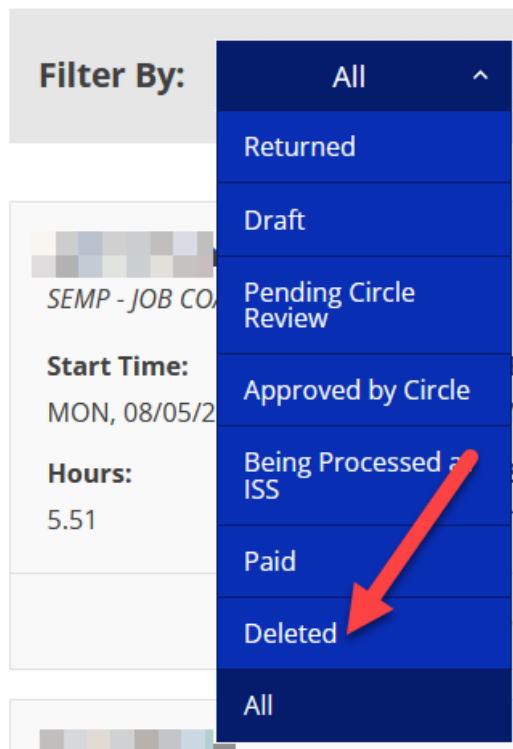 Filter By:
All
Returned
Draft
Pending Circle
Review
Approved by Circle
Being Processed
ISS
Paid
Deleted
All
SEMP - JOB
Start Time:
MON, 08/05/2
Hours:
5.51